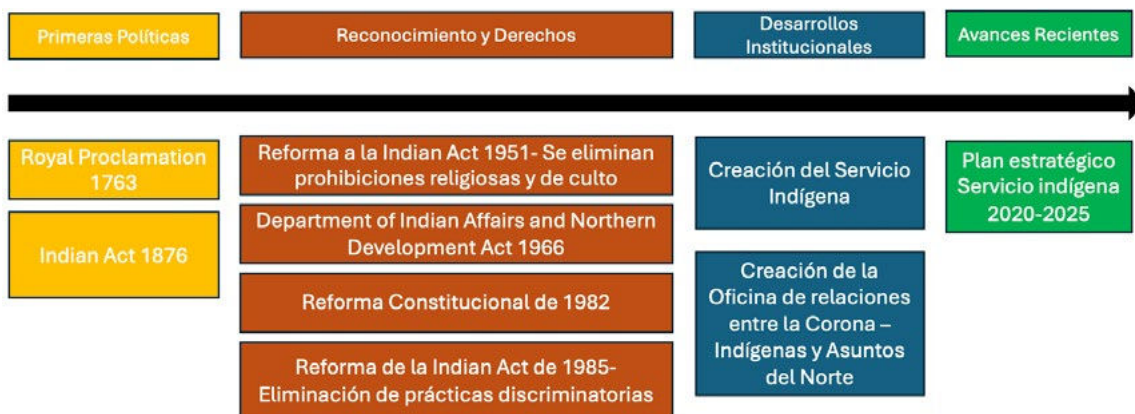 Primeras Políticas
Reconocimiento y Derechos
Desarrollos
Institucionales
Avances Recientes
Royal Proclamation
1763
Indian Act 1876
Reforma a la Indian Act 1951- Se eliminan
prohibiciones religiosas y de culto
Department of Indian Affairs and Northern
Development Act 1966
Reforma Constitucional de 1982
Reforma de la Indian Act de 1985-
Eliminación de prácticas discriminatorias
Creación del Servicio
Indígena
Creación de la
Oficina de relaciones
entre la Corona –
Indígenas y Asuntos
del Norte
Plan estratégico
Servicio indígena
2020-2025